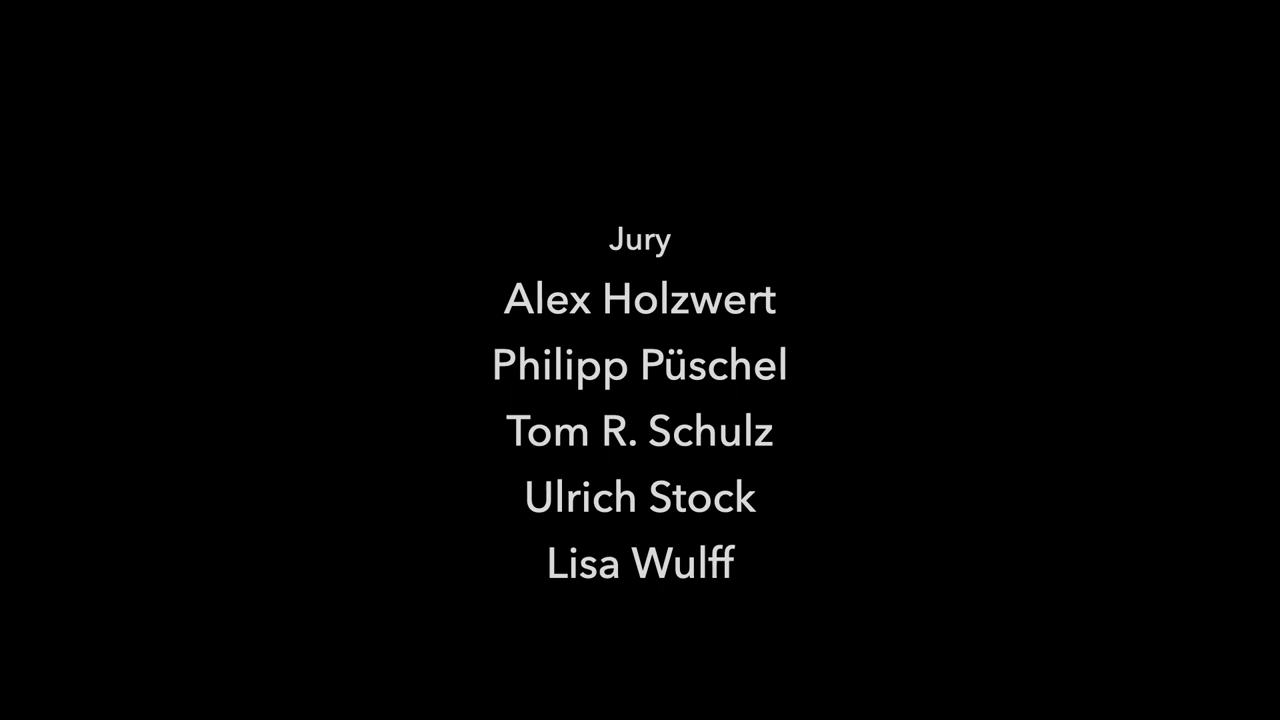 Jury
Alex Holzwert
Philipp Püschel
Tom R. Schulz
Ulrich Stock
Lisa Wulff